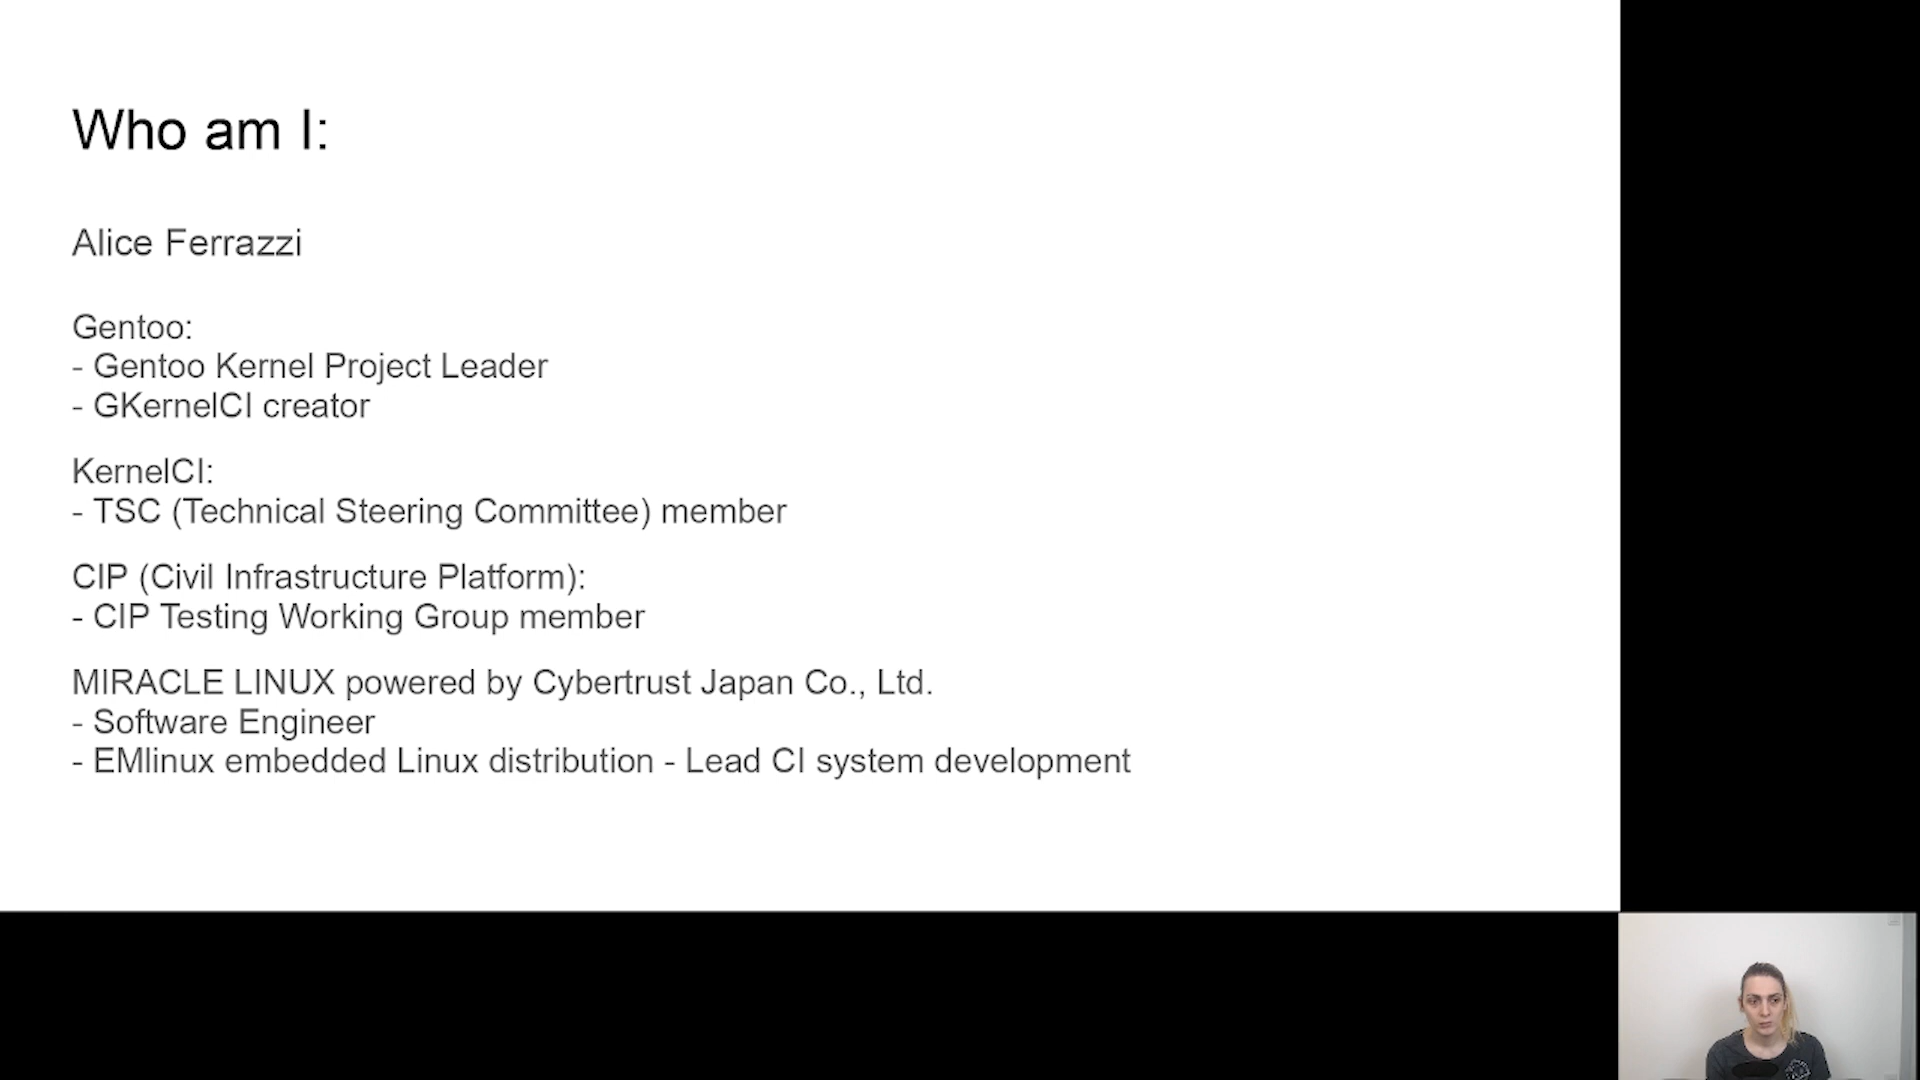 Who am I:
Alice Ferrazzi
Gentoo:
- Gentoo Kernel Project Leader
- GKernelCI creator
KernelCI:
- TSC (Technical Steering Committee) member
CIP (Civil Infrastructure Platform):
- CIP Testing Working Group member
MIRACLE LINUX powered by Cybertrust Japan Co., Ltd.
- Software Engineer
- EMlinux embedded Linux distribution - Lead CI system development